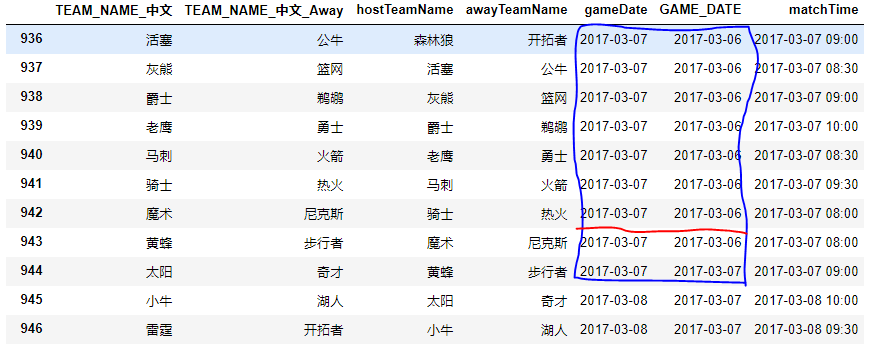 TEAM_NAME_中文 TEAM_NAME_中文_Away hostTeamName awayTeamName gameDate GAME_DATE matchTime
936 活塞 公牛 森林狼 开拓者 2017-03-07 2017-03-06 2017-03-07 09:00
937 灰熊 篮网 活塞 公牛 2017-03-07 2017-03-06 2017-03-07 08:30
938 爵士 鹈鹕 灰熊 篮网 2017-03-07 2017-03-06 2017-03-07 09:00
939 老鹰 勇士 爵士 鹈鹕 2017-03-07 2017-03-06 2017-03-07 10:00
940 马刺 火箭 老鹰 勇士 2017-03-07 2017-03-06 2017-03-07 08:30
941 骑士 热火 马刺 火箭 2017-03-07 2017-03-06 2017-03-07 09:30
942 魔术 尼克斯 骑士 热火 2017-03-07 2017-03-06 2017-03-07 08:00
943 黄蜂 步行者 魔术 尼克斯 2017-03-07 2017-03-06 2017-03-07 08:00
944 太阳 奇才 黄蜂 步行者 2017-03-07 2017-03-07 2017-03-07 09:00
945 小牛 湖人 太阳 奇才 2017-03-08 2017-03-07 2017-03-08 10:00
946 雷霆 开拓者 小牛 湖人 2017-03-08 2017-03-07 2017-03-08 09:30